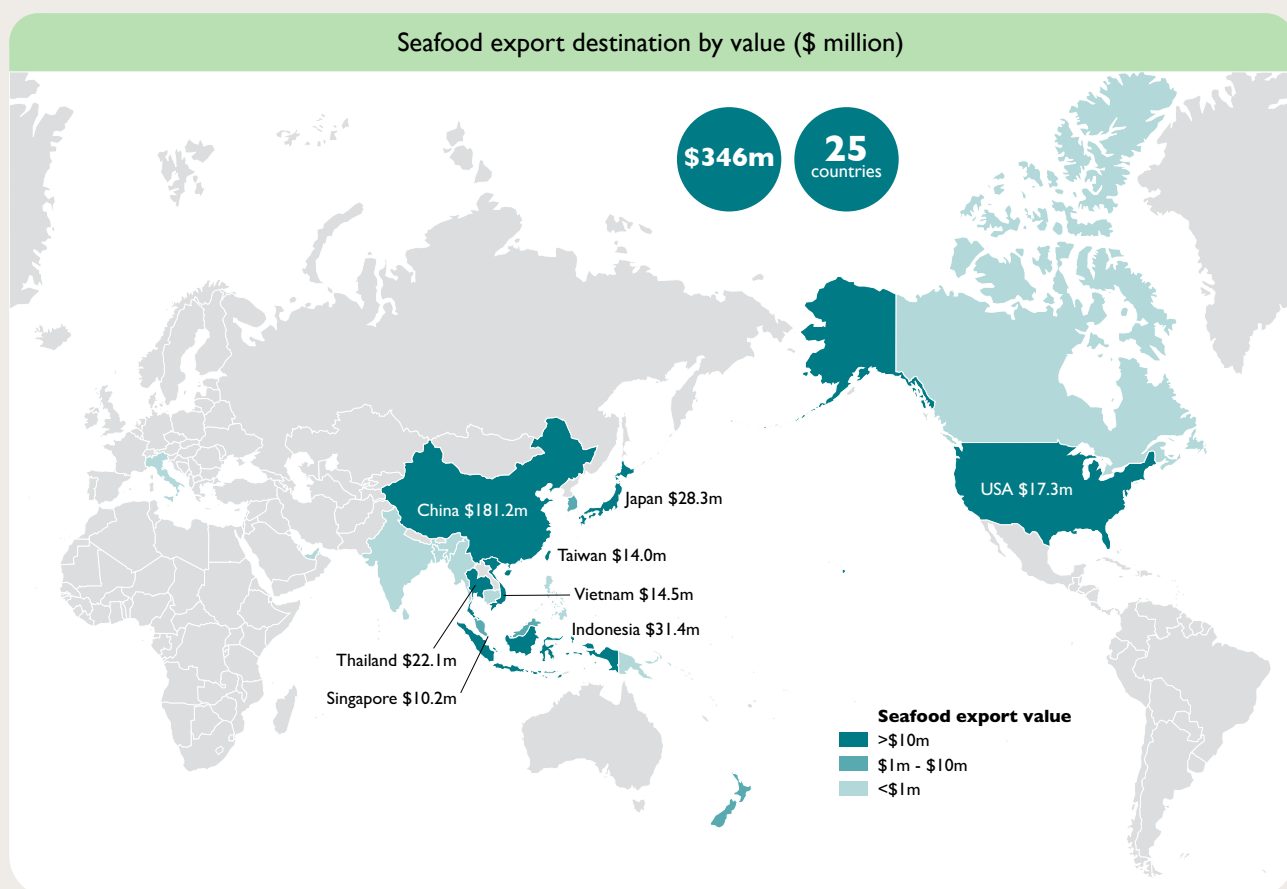 Seafood export destination by value ($ million)
$346m
25
countries
China $181.2m
Japan $28.3m
USA $17.3m
Taiwan $14.0m
Vietnam $14.5m
Indonesia $31.4m
Thailand $22.1m
Singapore $10.2m
Seafood export value
>$10m
$1m - $10m
<$1m